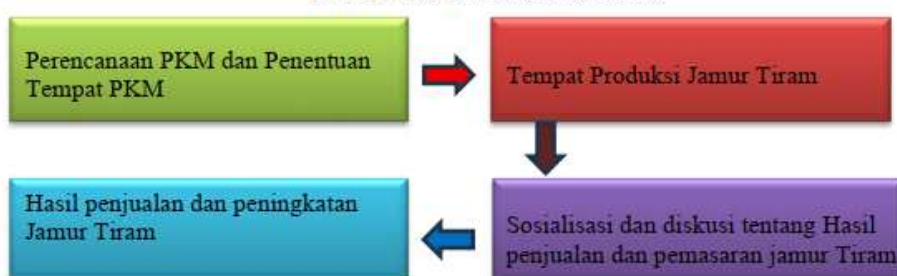 Perencanaan PKM dan Penentuan
Tempat PKM
Tempat Produksi Jamur Tiram
Sosialisasi dan diskusi tentang Hasil
penjualan dan pemasaran jamur Tiram
Hasil penjualan dan peningkatan
Jamur Tiram